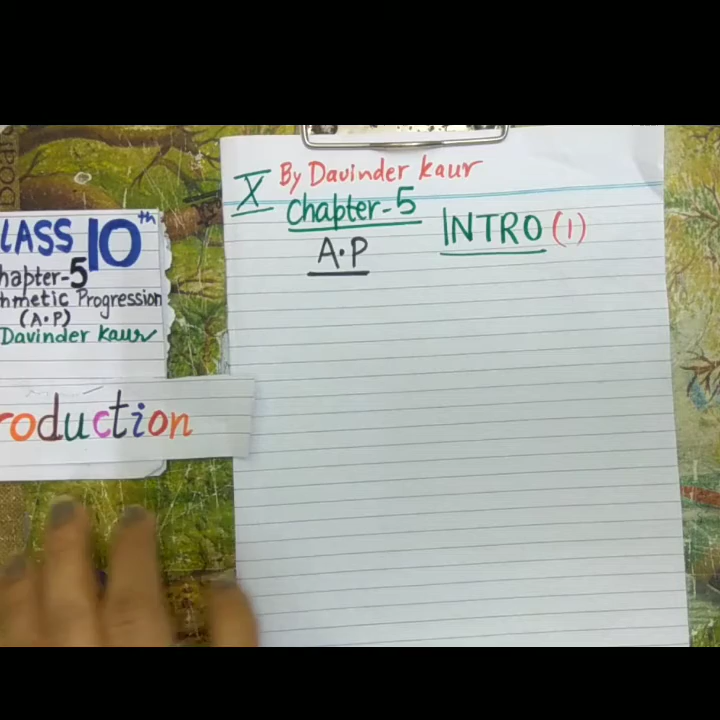 X By Davinder Kaur
Chapter-5
A.P
INTRO (1)
LASS 10th
hapter-5
hmetic Progression
(A.P)
Davinder Kaur
roduction